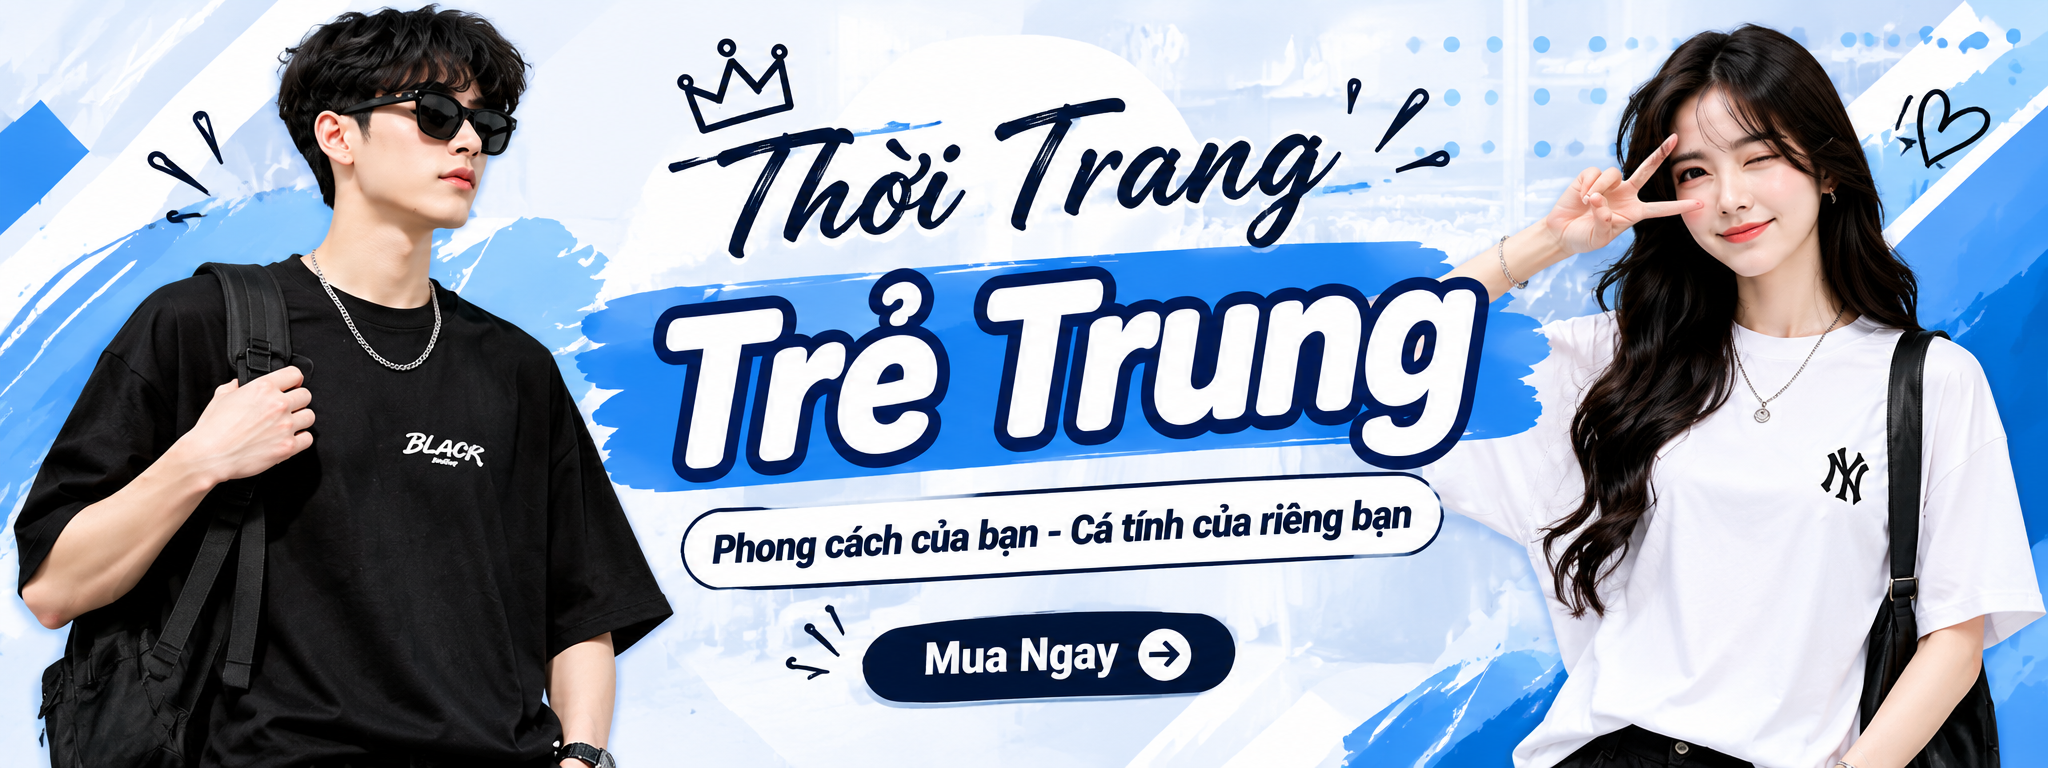 Thời Trang
Trẻ Trung
Phong cách của bạn - Cá tính của riêng bạn
Mua Ngay
BLACK
NY